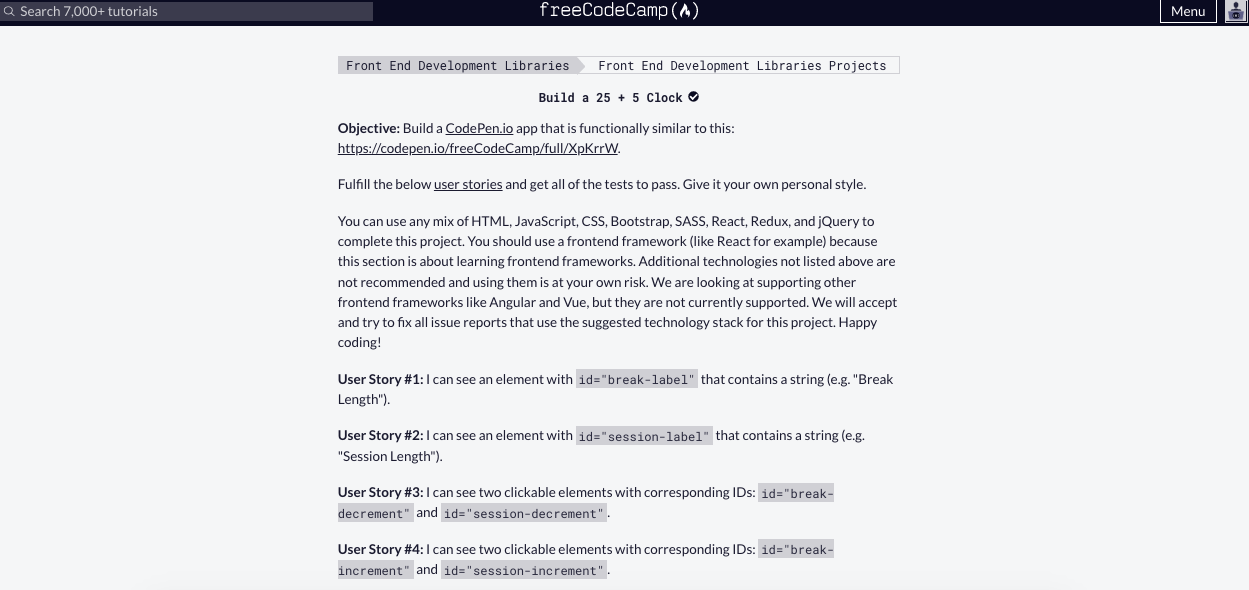 Search 7,000+ tutorials
freeCodeCamp
Menu
Front End Development Libraries
Front End Development Libraries Projects
Build a 25 + 5 Clock
Objective: Build a CodePen.io app that is functionally similar to this:
https://codepen.io/freeCodeCamp/full/XpKrrW.
Fulfill the below user stories and get all of the tests to pass. Give it your own personal style.
You can use any mix of HTML, JavaScript, CSS, Bootstrap, SASS, React, Redux, and jQuery to
complete this project. You should use a frontend framework (like React for example) because
this section is about learning frontend frameworks. Additional technologies not listed above are
not recommended and using them is at your own risk. We are looking at supporting other
frontend frameworks like Angular and Vue, but they are not currently supported. We will accept
and try to fix all issue reports that use the suggested technology stack for this project. Happy
coding!
User Story #1: I can see an element with id="break-label" that contains a string (e.g. "Break
Length").
User Story #2: I can see an element with id="session-label" that contains a string (e.g.
"Session Length").
User Story #3: I can see two clickable elements with corresponding IDs: id="break-
decrement" and id="session-decrement".
User Story #4: I can see two clickable elements with corresponding IDs: id="break-
increment" and id="session-increment".